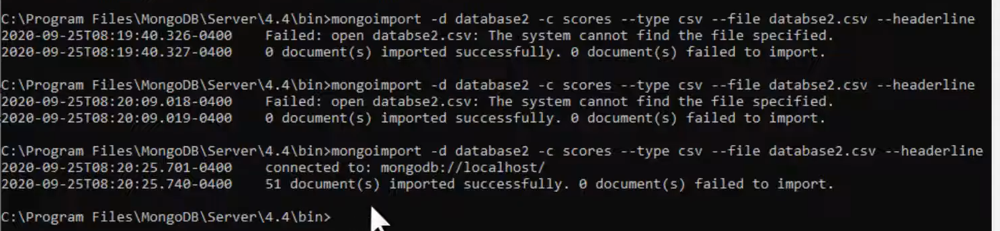 C:\Program Files\MongoDB\Server\4.4\bin>mongoimport -d database2 -c scores --type csv --file databse2.csv --headerline
2020-09-25T08:19:40.326-0400    Failed: open databse2.csv: The system cannot find the file specified.
2020-09-25T08:19:40.327-0400    0 document(s) imported successfully. 0 document(s) failed to import.
C:\Program Files\MongoDB\Server\4.4\bin>mongoimport -d database2 -c scores --type csv --file databse2.csv --headerline
2020-09-25T08:20:09.018-0400    Failed: open databse2.csv: The system cannot find the file specified.
2020-09-25T08:20:09.019-0400    0 document(s) imported successfully. 0 document(s) failed to import.
C:\Program Files\MongoDB\Server\4.4\bin>mongoimport -d database2 -c scores --type csv --file database2.csv --headerline
2020-09-25T08:20:25.701-0400    connected to: mongodb://localhost/
2020-09-25T08:20:25.740-0400    51 document(s) imported successfully. 0 document(s) failed to import.
C:\Program Files\MongoDB\Server\4.4\bin>